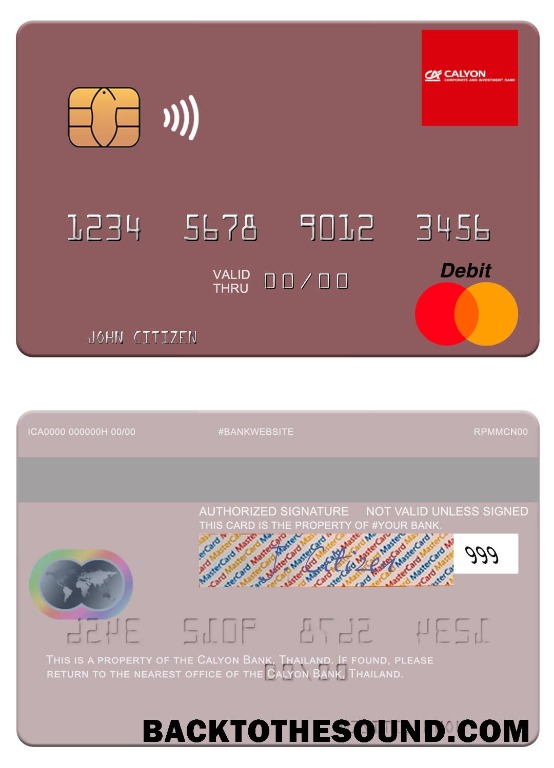 CALYON
CORPORATE AND INVESTMENT BANK
1234 5678 9012 3456
Debit
VALID
THRU 00/00
JOHN CITIZEN
ICA0000 000000H 00/00 #BANKWEBSITE RPMMCN00
AUTHORIZED SIGNATURE NOT VALID UNLESS SIGNED
THIS CARD IS THE PROPERTY OF #YOUR BANK.
MasterCard
J. Citizen
999
THIS IS A PROPERTY OF THE CALYON BANK, THAILAND. IF FOUND, PLEASE
RETURN TO THE NEAREST OFFICE OF THE CALYON BANK, THAILAND.
BACKTOTHESOUND.COM